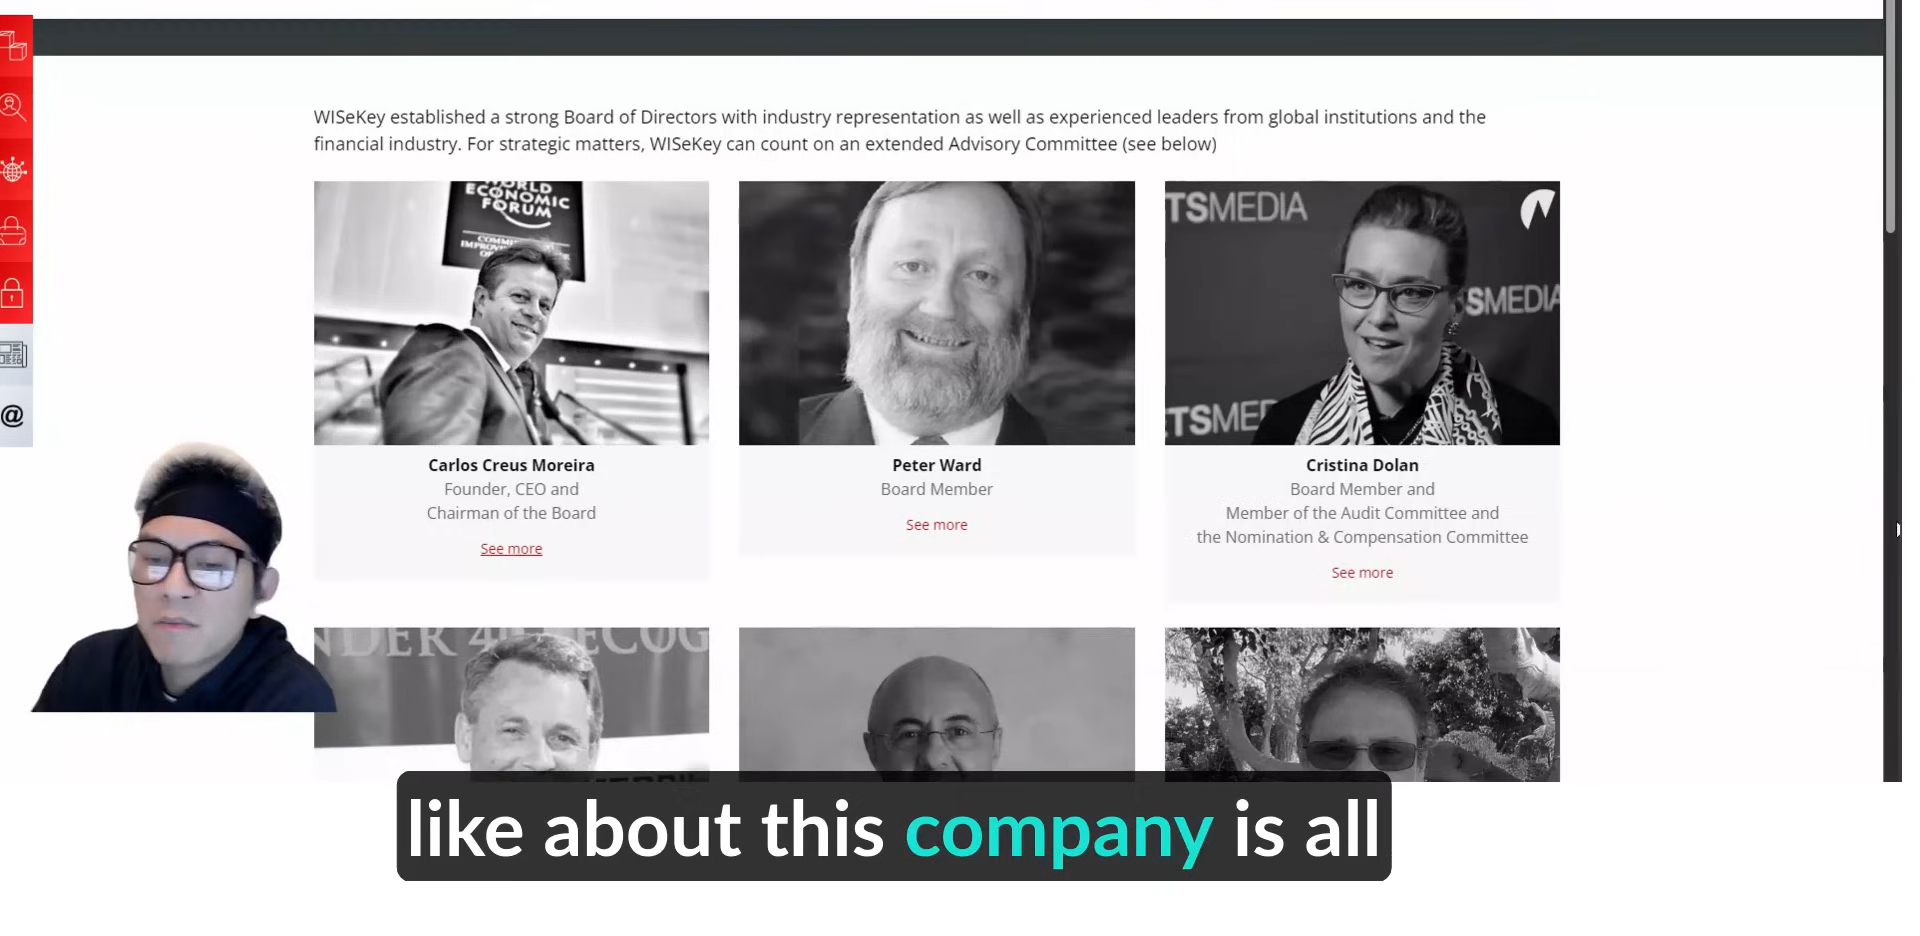 WISeKey established a strong Board of Directors with industry representation as well as experienced leaders from global institutions and the
financial industry. For strategic matters, WISeKey can count on an extended Advisory Committee (see below)
WORLD
ECONOMIC
FORUM
TSMEDIA
SMEDIA
TSMED
Carlos Creus Moreira
Founder, CEO and
Chairman of the Board
See more
Peter Ward
Board Member
See more
Cristina Dolan
Board Member and
Member of the Audit Committee and
the Nomination & Compensation Committee
See more
@
NDER 4 ECOG
like about this company is all